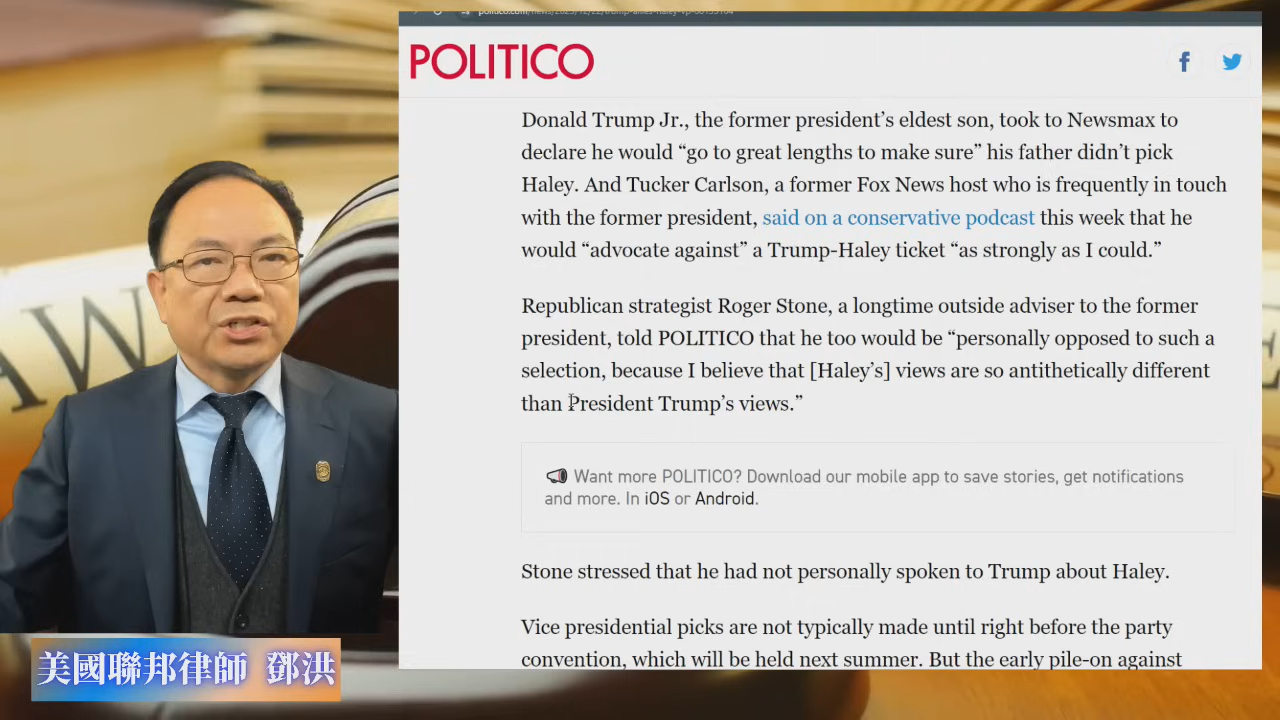 POLITICO
Donald Trump Jr., the former president's eldest son, took to Newsmax to
declare he would “go to great lengths to make sure” his father didn't pick
Haley. And Tucker Carlson, a former Fox News host who is frequently in touch
with the former president, said on a conservative podcast this week that he
would “advocate against” a Trump-Haley ticket “as strongly as I could.”
Republican strategist Roger Stone, a longtime outside adviser to the former
president, told POLITICO that he too would be “personally opposed to such a
selection, because I believe that [Haley's] views are so antithetically different
than President Trump's views.”
Want more POLITICO? Download our mobile app to save stories, get notifications
and more. In iOS or Android.
Stone stressed that he had not personally spoken to Trump about Haley.
Vice presidential picks are not typically made until right before the party
convention, which will be held next summer. But the early pile-on against
AW
美國聯邦律師 鄧洪